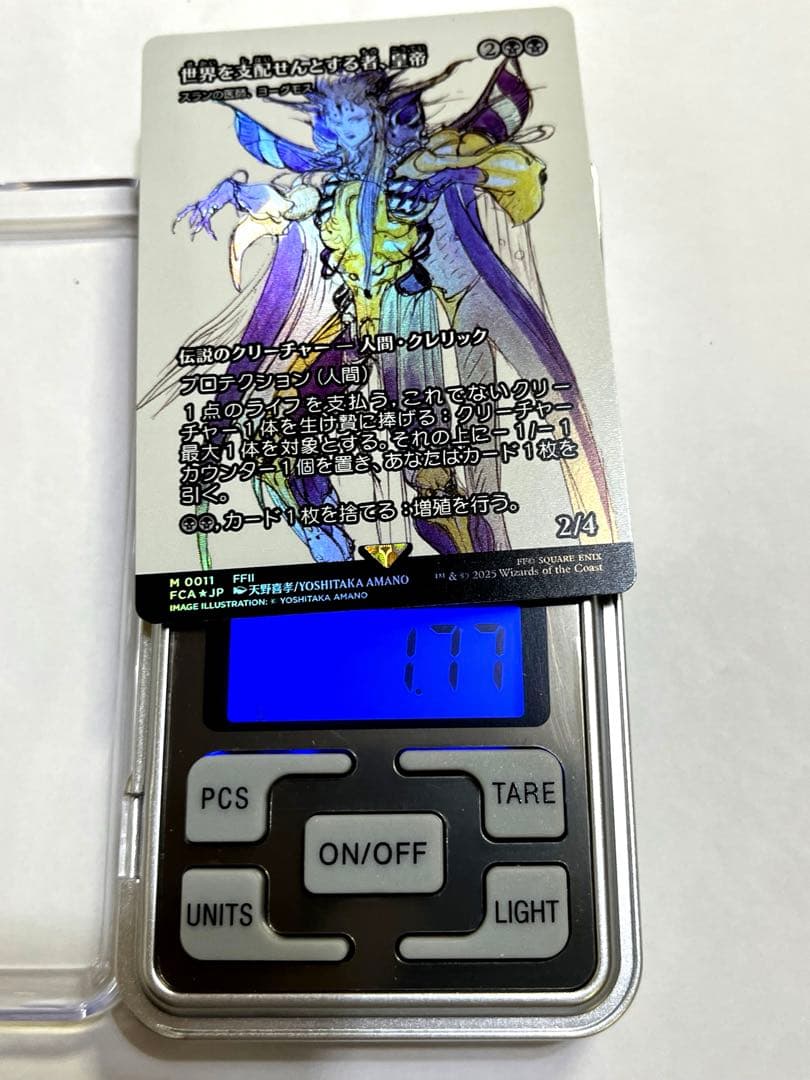 世界を支配せんとする者、皇帝
2
スランの医師、ヨーグモス
伝説のクリーチャー — 人間・クレリック
プロテクション(人間)
1点のライフを支払う, これでないクリー
チャー1体を生け贄に捧げる:クリーチャー
最大1体を対象とする。それの上に-1/-1
カウンター1個を置き、あなたはカード1枚を
引く。
, カード1枚を捨てる:増殖を行う。
2/4
M 0011 FFII
FCA★JP 天野喜孝/YOSHITAKA AMANO
IMAGE ILLUSTRATION: © YOSHITAKA AMANO
FF© SQUARE ENIX
™ & © 2025 Wizards of the Coast
1.77
PCS
TARE
ON/OFF
UNITS
LIGHT